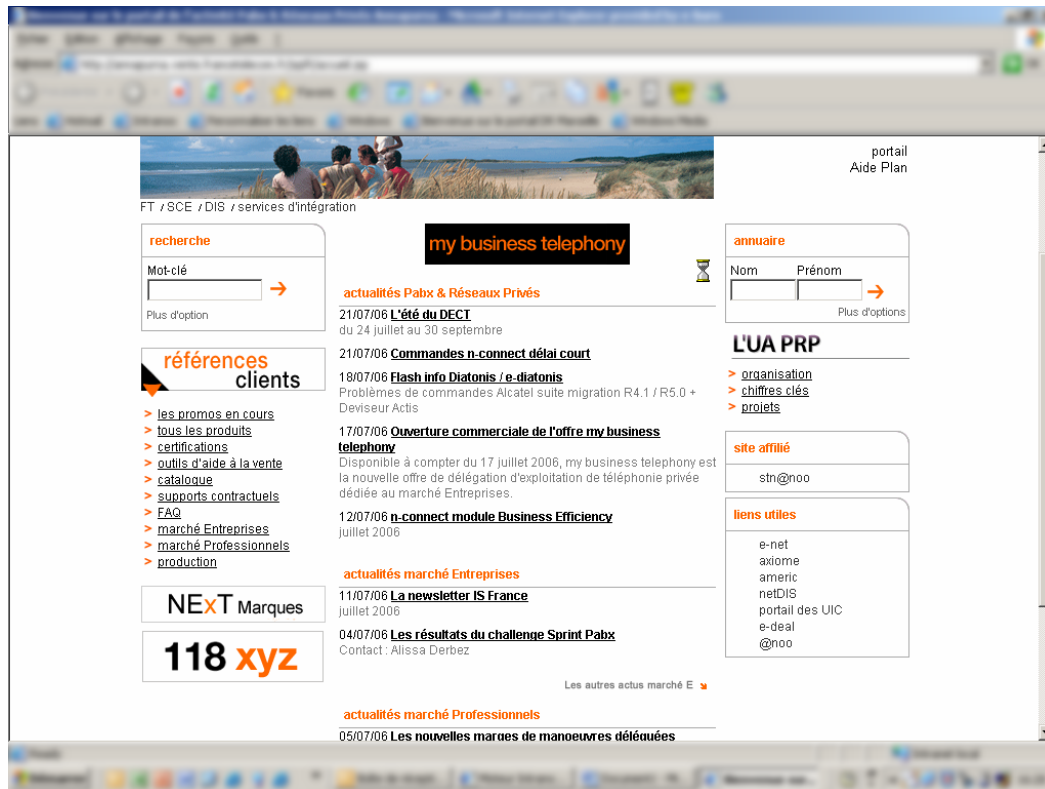 portail
Aide Plan
FT / SCE / DIS / services d'intégration
recherche
Mot-clé
Plus d'option
références
clients
> les promos en cours
> tous les produits
> certifications
> outils d'aide à la vente
> catalogue
> supports contractuels
> FAQ
> marché Entreprises
> marché Professionnels
> production
NExT Marques
118 xyz
my business telephony
actualités Pabx & Réseaux Privés
21/07/06 L'été du DECT
du 24 juillet au 30 septembre
21/07/06 Commandes n-connect délai court
18/07/06 Flash info Diatonis / e-diatonis
Problèmes de commandes Alcatel suite migration R4.1 / R5.0 +
Deviseur Actis
17/07/06 Ouverture commerciale de l'offre my business
telephony
Disponible à compter du 17 juillet 2006, my business telephony est
la nouvelle offre de délégation d'exploitation de téléphonie privée
dédiée au marché Entreprises.
12/07/06 n-connect module Business Efficiency
juillet 2006
actualités marché Entreprises
11/07/06 La newsletter IS France
juillet 2006
04/07/06 Les résultats du challenge Sprint Pabx
Contact : Alissa Derbez
Les autres actus marché E
actualités marché Professionnels
05/07/06 Les nouvelles marges de manoeuvres déléguées
annuaire
Nom Prénom
Plus d'options
L'UA PRP
> organisation
> chiffres clés
> projets
site affilié
stn@noo
liens utiles
e-net
axiome
americ
netDIS
portail des UIC
e-deal
@noo